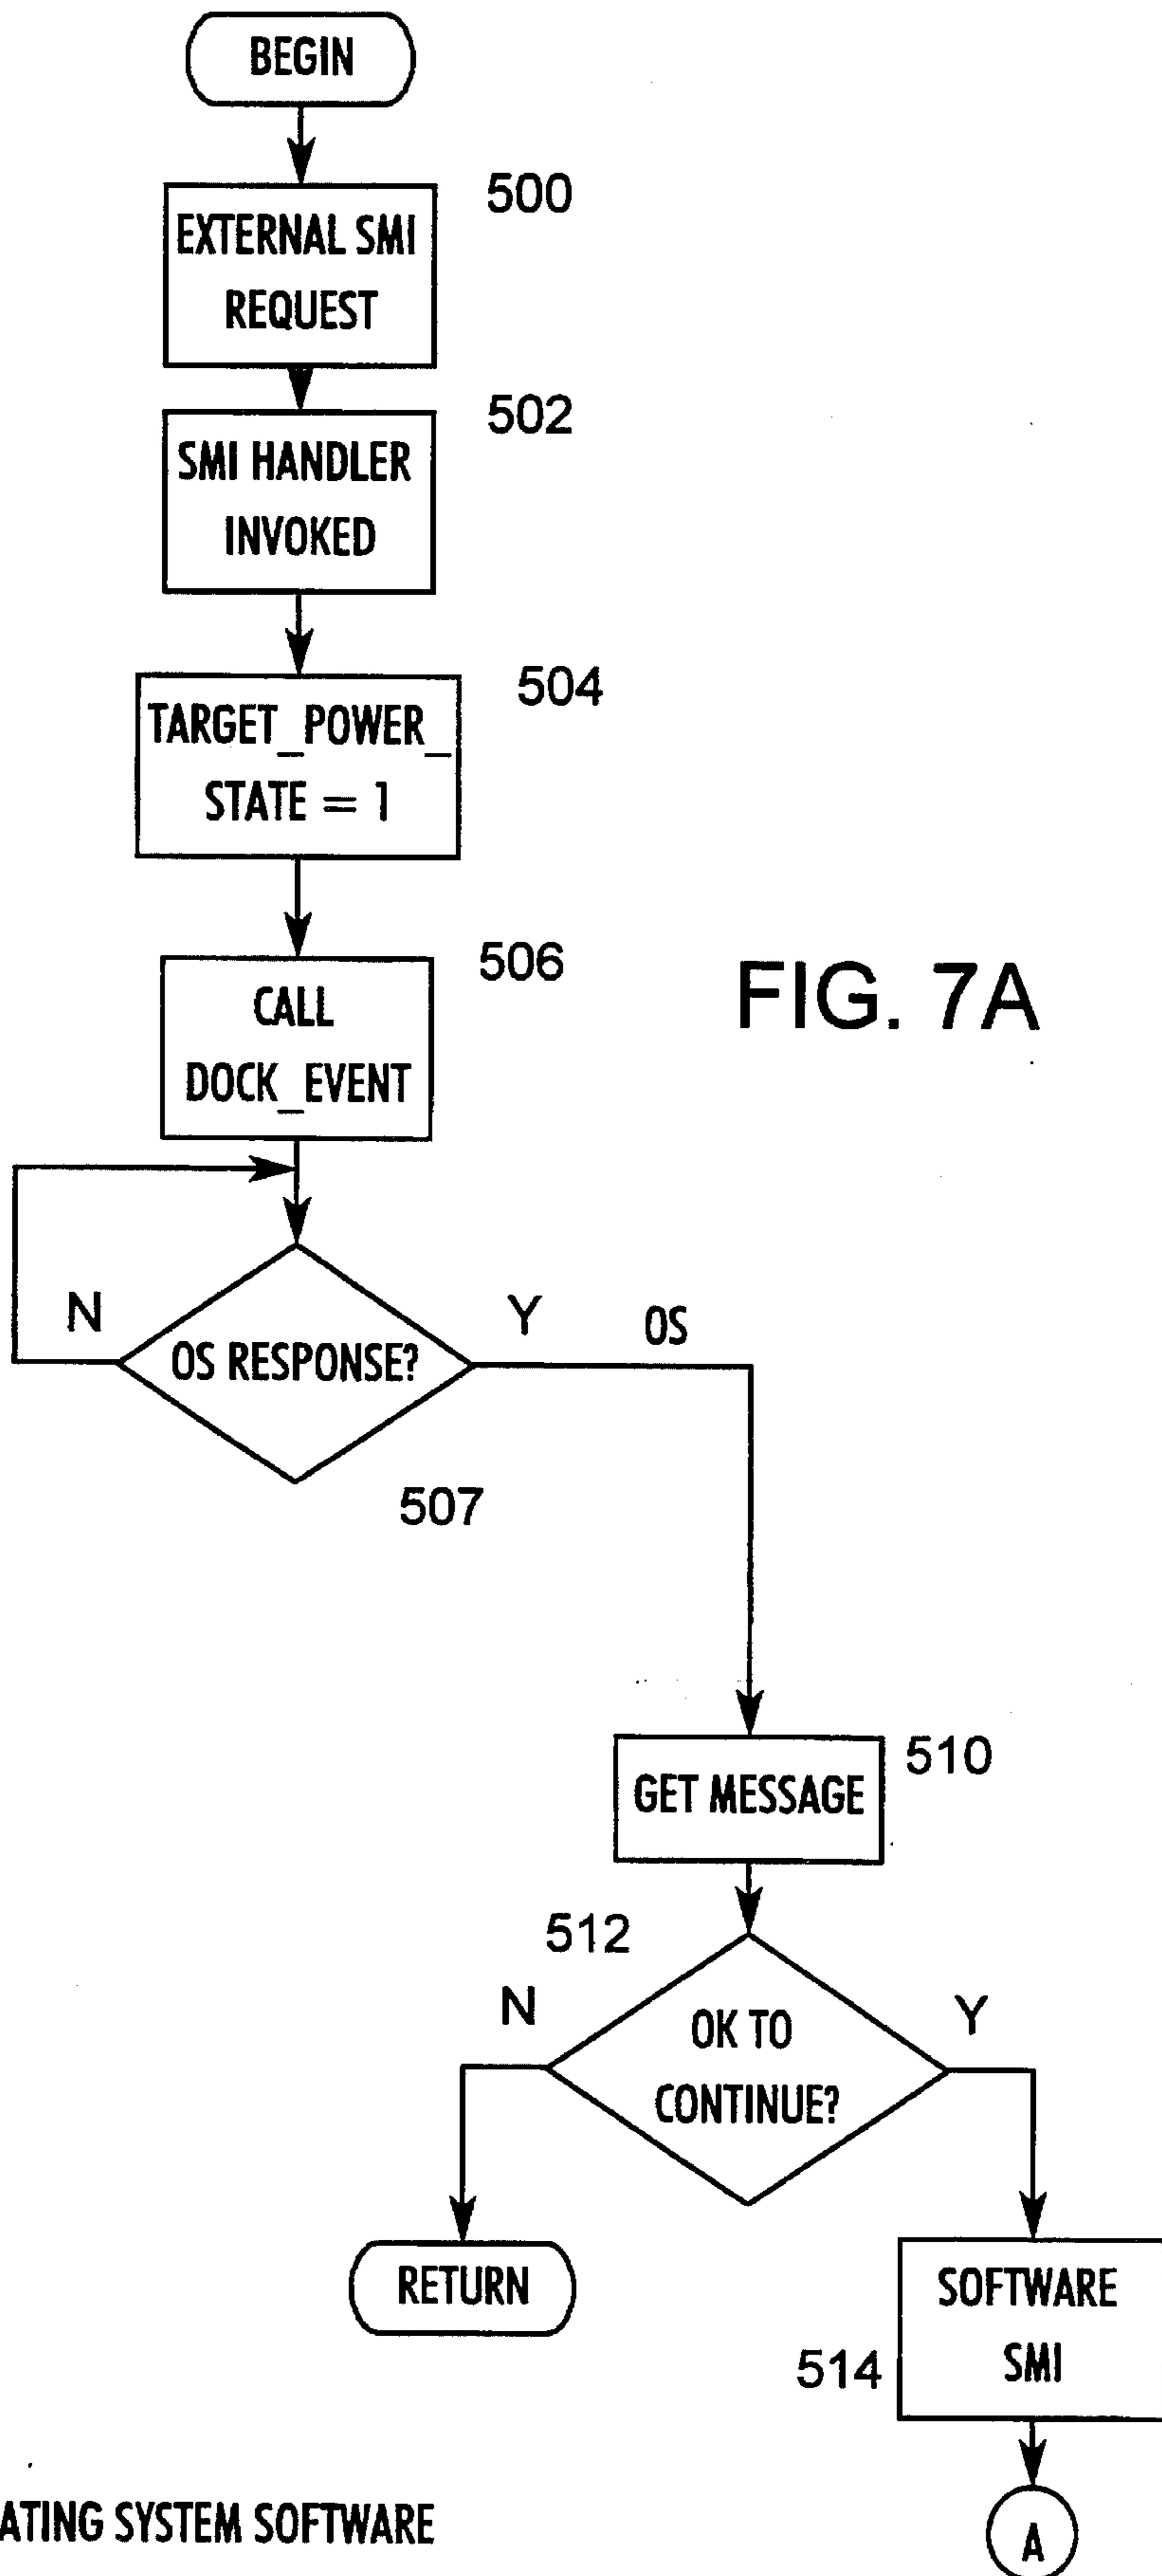 BEGIN
500
EXTERNAL SMI
REQUEST
502
SMI HANDLER
INVOKED
504
TARGET_POWER_
STATE = 1
506
CALL
DOCK_EVENT
FIG. 7A
N
Y
OS
OS RESPONSE?
507
510
GET MESSAGE
512
N
Y
OK TO
CONTINUE?
RETURN
SOFTWARE
SMI
514
ATING SYSTEM SOFTWARE
A